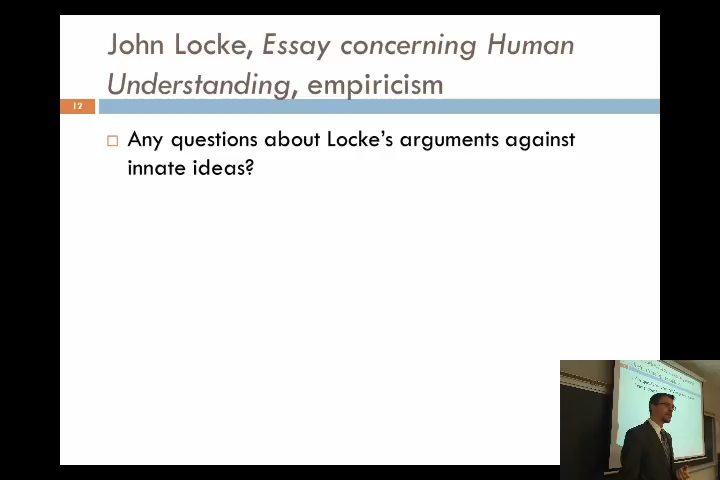 John Locke, Essay concerning Human
Understanding, empiricism
12
Any questions about Locke's arguments against
innate ideas?